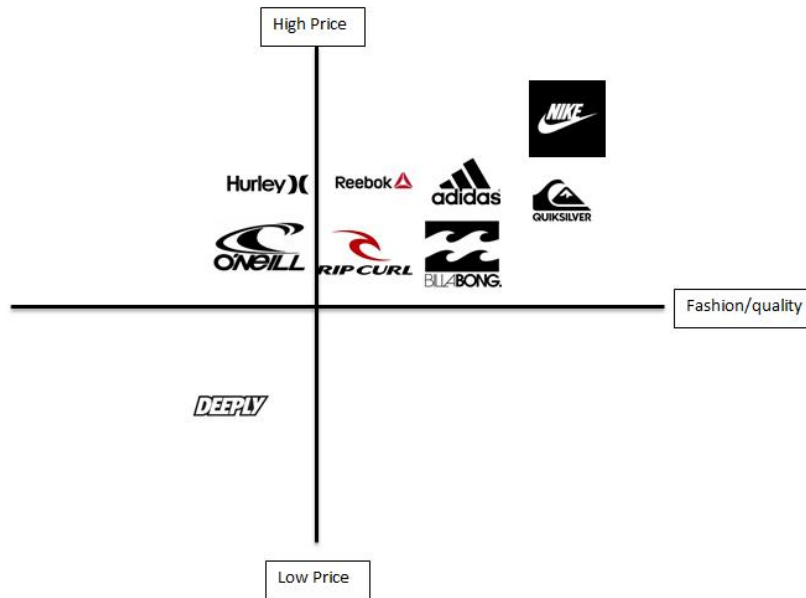 High Price
NIKE
Hurley
Reebok
adidas
QUIKSILVER
O'NEILL
RIP CURL
BILLABONG.
Fashion/quality
DEEPLY
Low Price